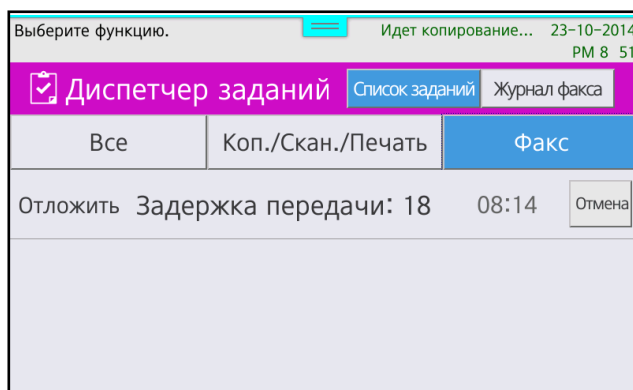 Выберите функцию. Идет копирование... 23-10-2014
PM 8 51
Диспетчер заданий Список заданий Журнал факса
Все Коп./Скан./Печать Факс
Отложить Задержка передачи: 18 08:14 Отмена